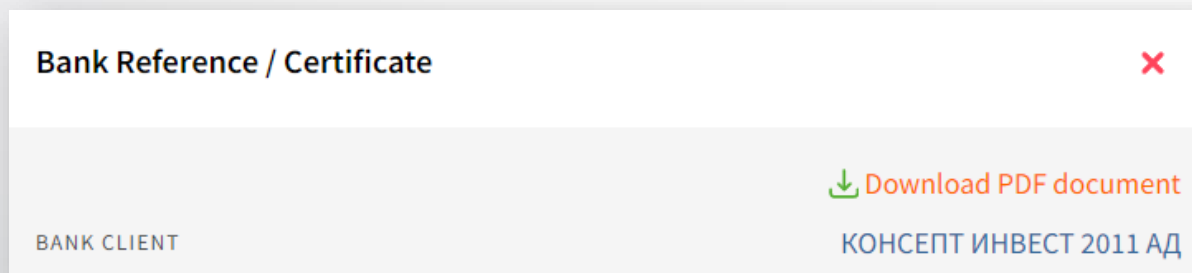 Bank Reference / Certificate
Download PDF document
BANK CLIENT КОНСЕПТ ИНВЕСТ 2011 АД